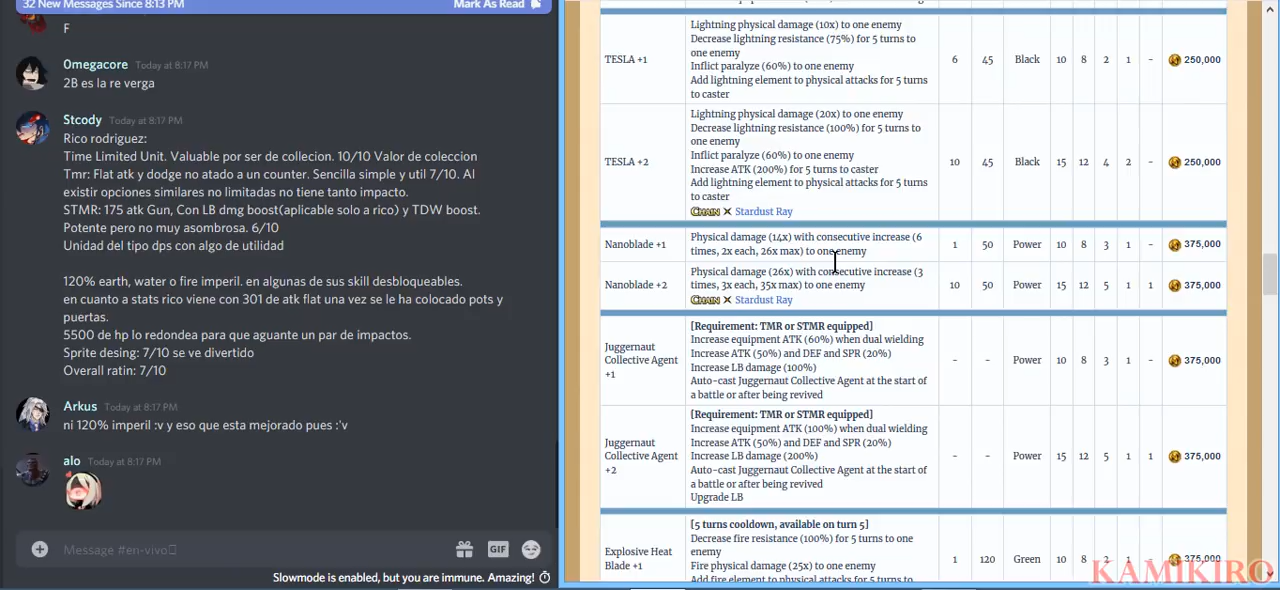 32 New Messages Since 8:13 PM
Mark As Read
F
Omegacore Today at 8:17 PM
2B es la re verga
Stcody Today at 8:17 PM
Rico rodriguez:
Time Limited Unit. Valuable por ser de collecion. 10/10 Valor de coleccion
Tmr: Flat atk y dodge no atado a un counter. Sencilla simple y util 7/10. Al
existir opciones similares no limitadas no tiene tanto impacto.
STMR: 175 atk Gun, Con LB dmg boost(aplicable solo a rico) y TDW boost.
Potente pero no muy asombrosa. 6/10
Unidad del tipo dps con algo de utilidad
120% earth, water o fire imperil. en algunas de sus skill desbloqueables.
en cuanto a stats rico viene con 301 de atk flat una vez se le ha colocado pots y
puertas.
5500 de hp lo redondea para que aguante un par de impactos.
Sprite desing: 7/10 se ve divertido
Overall ratin: 7/10
Arkus Today at 8:17 PM
ni 120% imperil :v y eso que esta mejorado pues :'v
alo Today at 8:17 PM
Message #en-vivo
GIF
Slowmode is enabled, but you are immune. Amazing!
Lightning physical damage (10x) to one enemy
Decrease lightning resistance (75%) for 5 turns to
one enemy
TESLA +1 6 45 Black 10 8 2 1 - 250,000
Inflict paralyze (60%) to one enemy
Add lightning element to physical attacks for 5 turns
to caster
Lightning physical damage (20x) to one enemy
Decrease lightning resistance (100%) for 5 turns to
one enemy
Inflict paralyze (60%) to one enemy
TESLA +2 10 45 Black 15 12 4 2 - 250,000
Increase ATK (200%) for 5 turns to caster
Add lightning element to physical attacks for 5 turns
to caster
CHAIN × Stardust Ray
Nanoblade +1 Physical damage (14x) with consecutive increase (6
times, 2x each, 26x max) to one enemy 1 50 Power 10 8 3 1 - 375,000
Physical damage (26x) with consecutive increase (3
Nanoblade +2 times, 3x each, 35x max) to one enemy 10 50 Power 15 12 5 1 1 375,000
CHAIN × Stardust Ray
[Requirement: TMR or STMR equipped]
Increase equipment ATK (60%) when dual wielding
Increase ATK (50%) and DEF and SPR (20%)
Juggernaut Collective Agent +1 - - Power 10 8 3 1 - 375,000
Increase LB damage (100%)
Auto-cast Juggernaut Collective Agent at the start of
a battle or after being revived
[Requirement: TMR or STMR equipped]
Increase equipment ATK (100%) when dual wielding
Increase ATK (50%) and DEF and SPR (20%)
Juggernaut Collective Agent +2 - - Power 15 12 5 1 1 375,000
Increase LB damage (200%)
Auto-cast Juggernaut Collective Agent at the start of
a battle or after being revived
Upgrade LB
[5 turns cooldown, available on turn 5]
Decrease fire resistance (100%) for 5 turns to one
enemy
Explosive Heat Blade +1 1 120 Green 10 8 2 1 - 375,000
Fire physical damage (25x) to one enemy
Add fire element to physical attacks for 5 turns to
KAMIKIRO